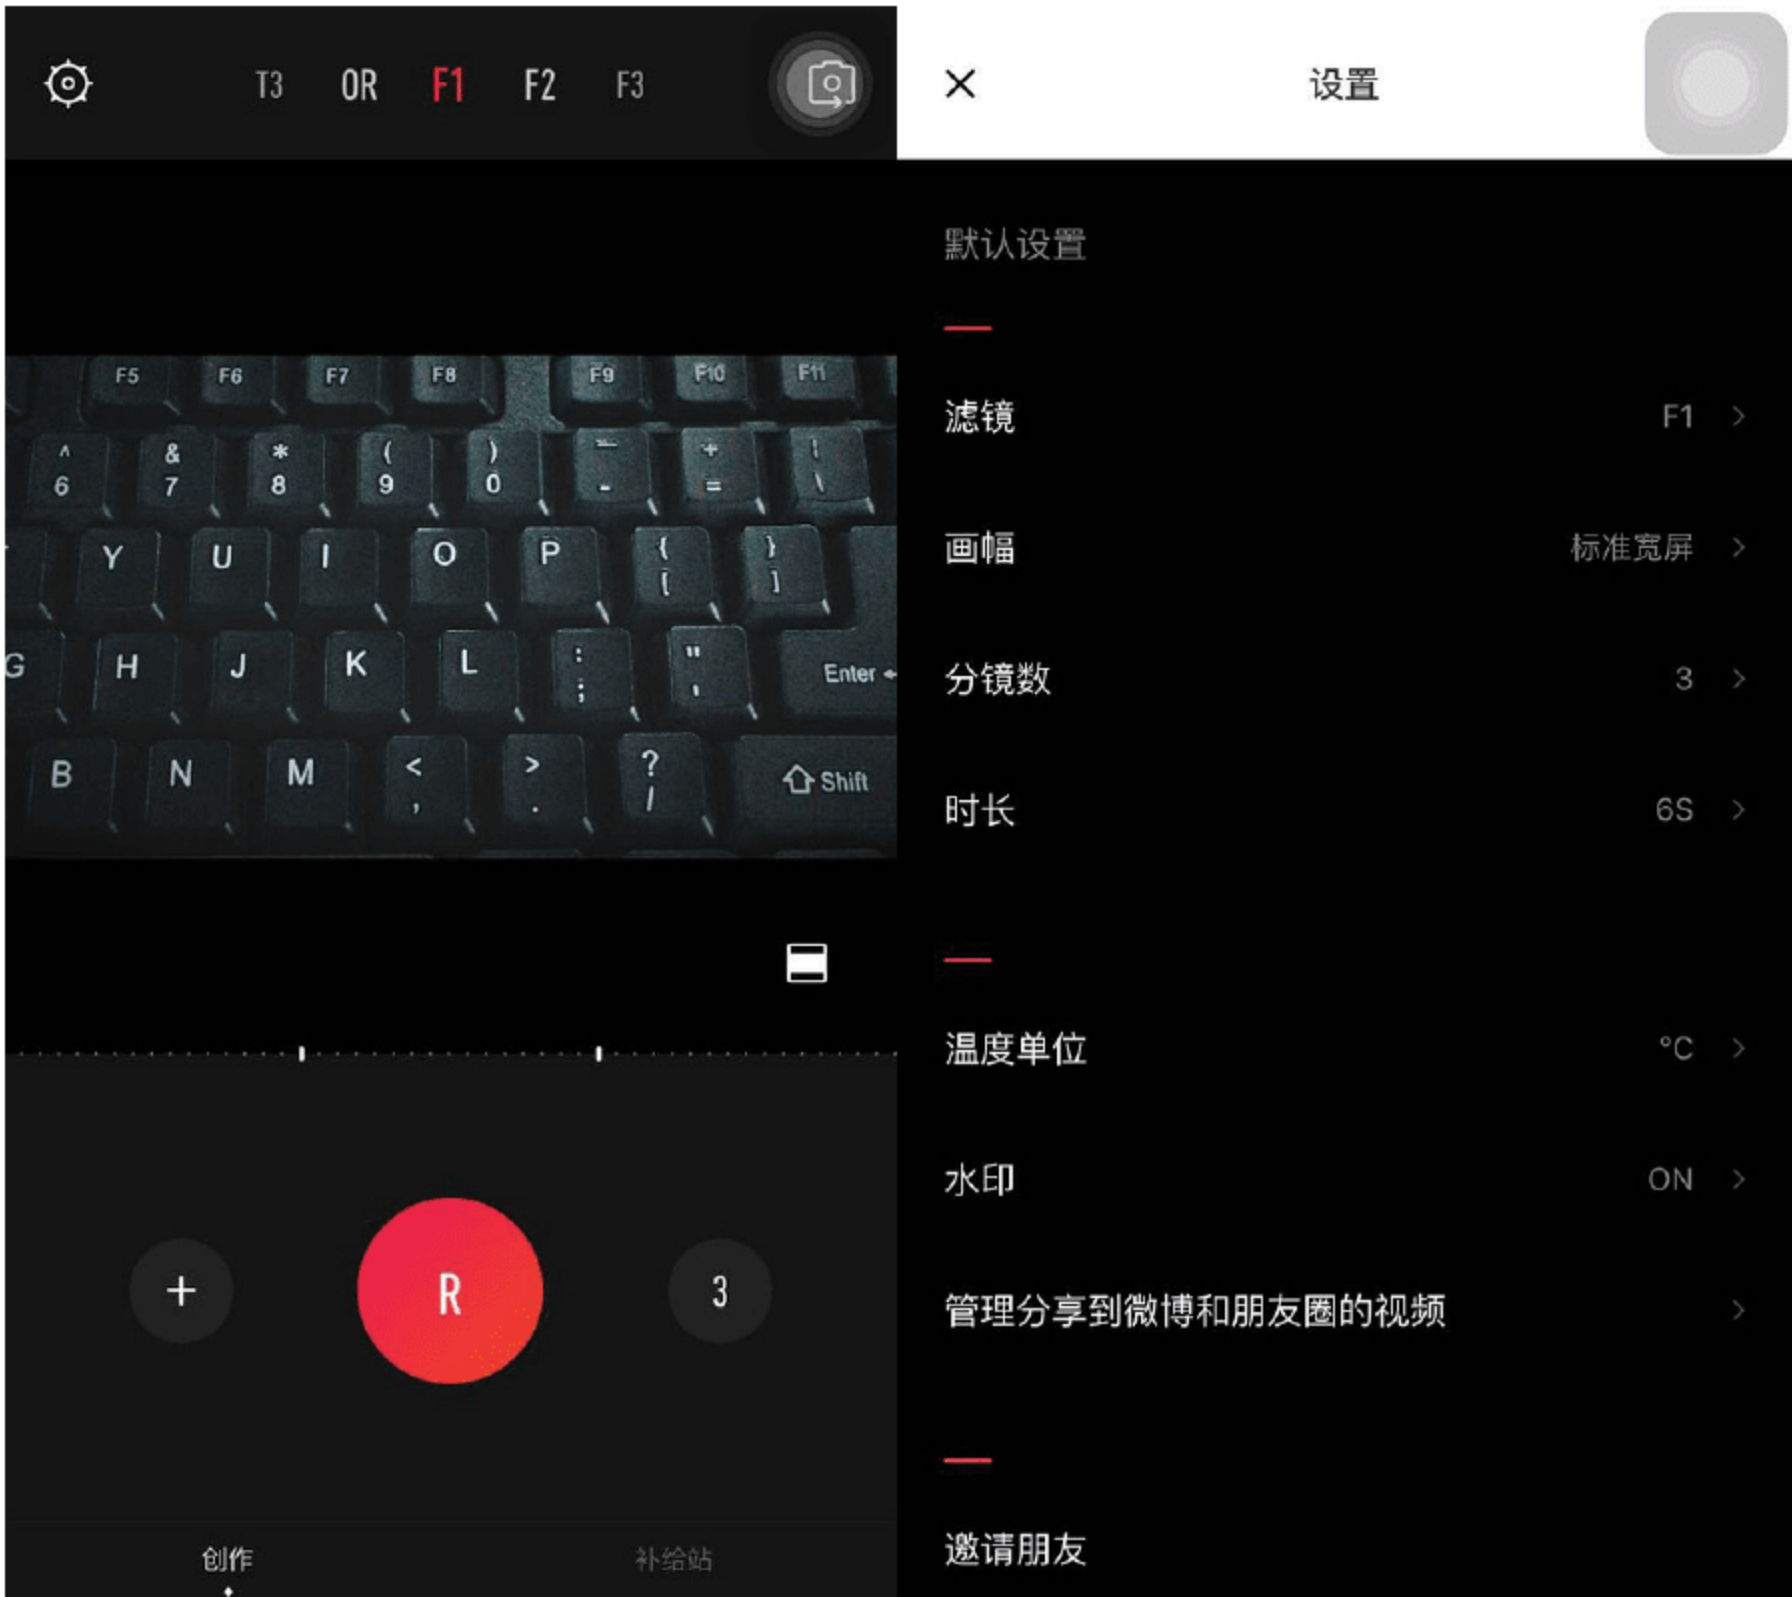 T3 OR F1 F2 F3
F5 F6 F7 F8 F9 F10 F11
^ & * ( ) — + |
6 7 8 9 0 - = \
Y U I O P { }
[ ]
G H J K L : "
Enter
; '
B N M < > ?
Shift
, . /
+ R 3
创作 补给站
设置
默认设置
滤镜 F1
画幅 标准宽屏
分镜数 3
时长 6S
温度单位 °C
水印 ON
管理分享到微博和朋友圈的视频
邀请朋友